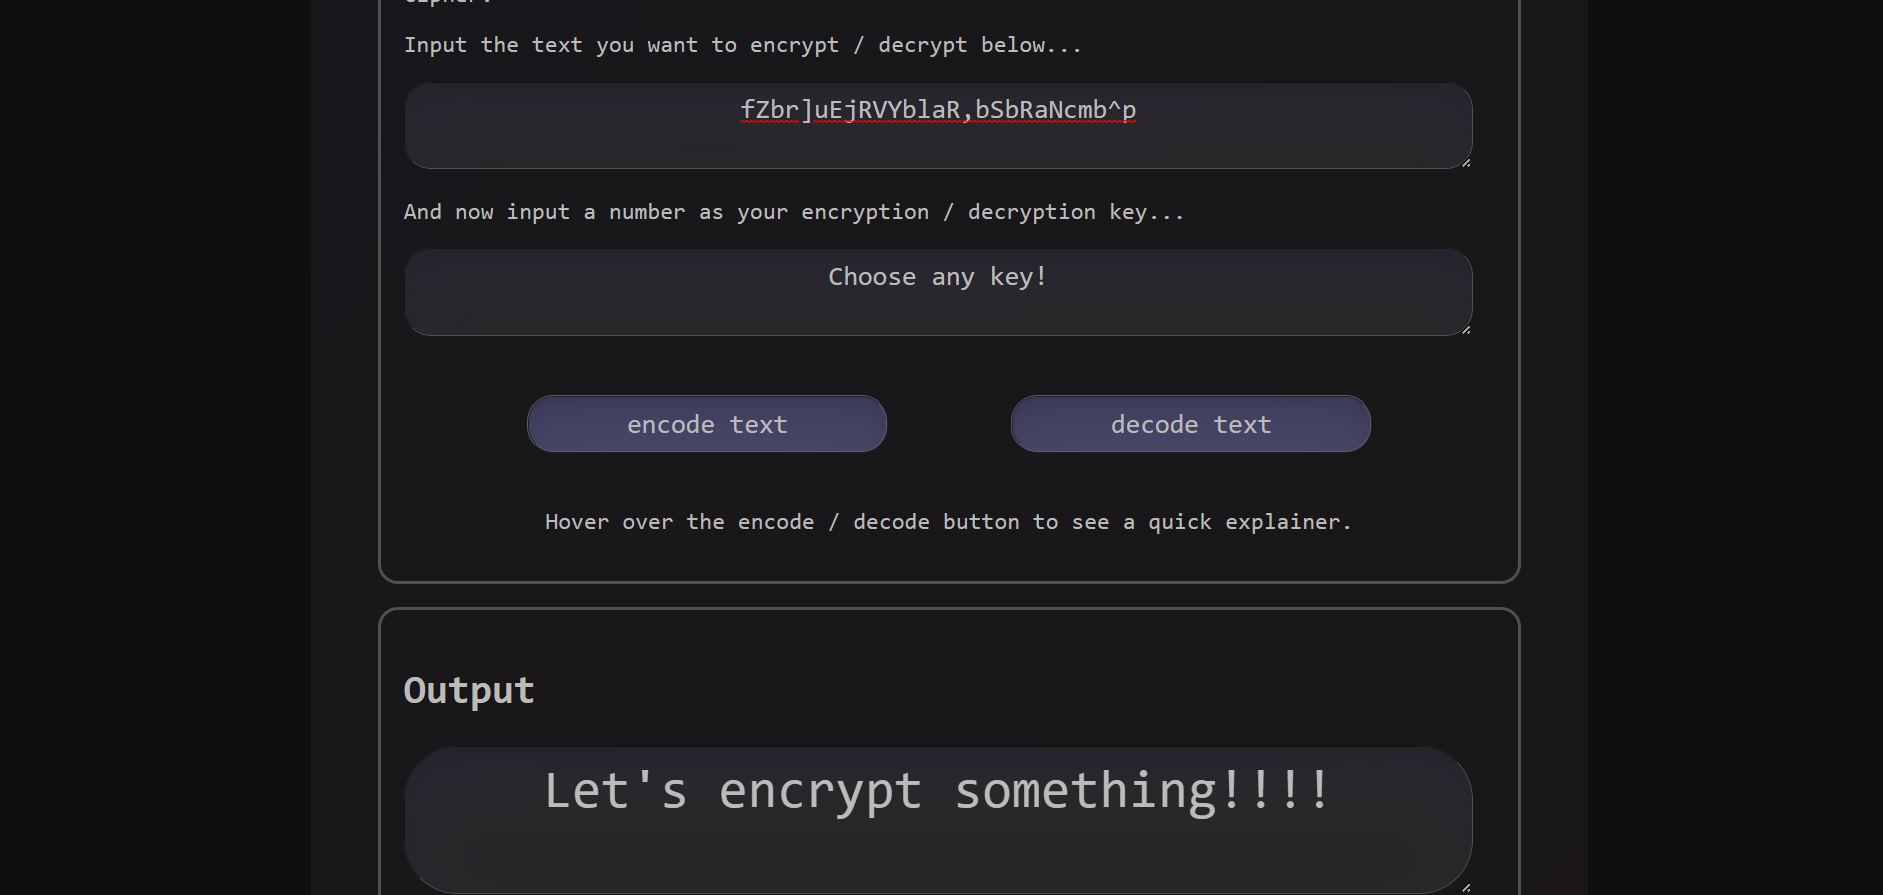 Input the text you want to encrypt / decrypt below...
fZbr]uEjRVYblaR,bSbRaNcmb^p
And now input a number as your encryption / decryption key...
Choose any key!
encode text
decode text
Hover over the encode / decode button to see a quick explainer.
Output
Let's encrypt something!!!!